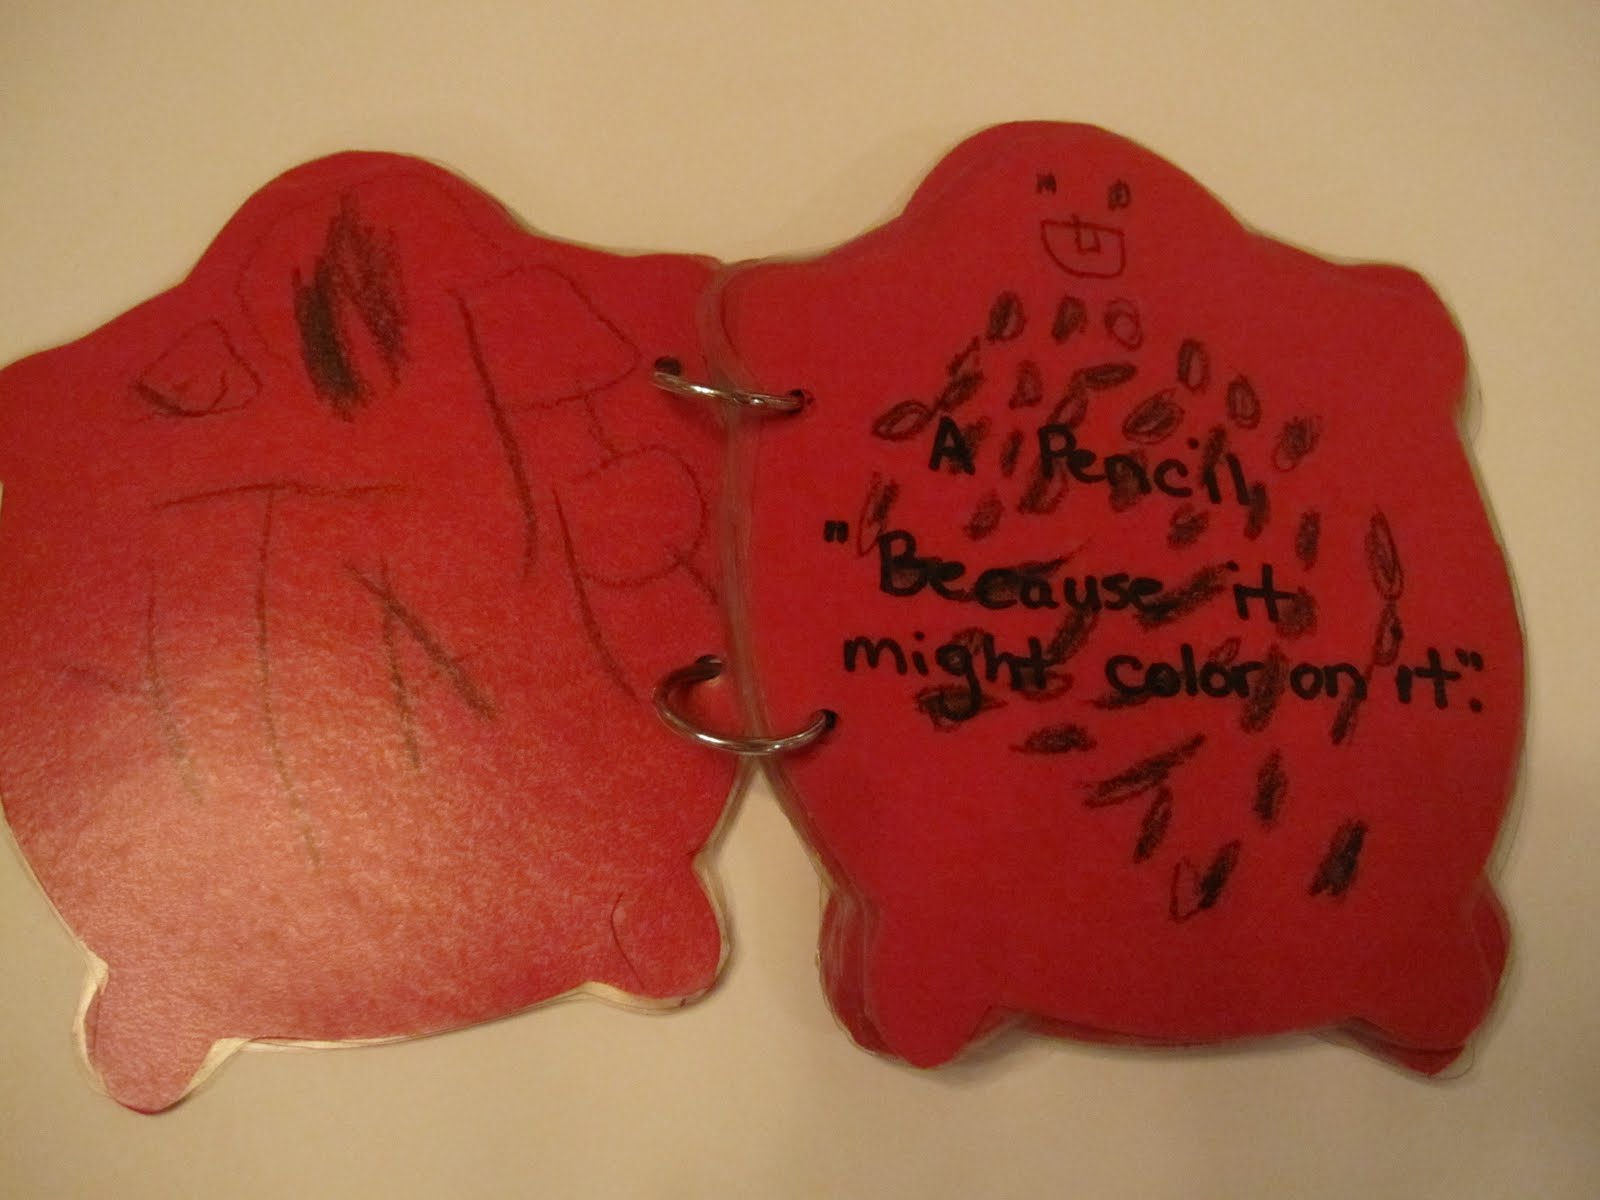 A Pencil,
"Because it
might color on it".